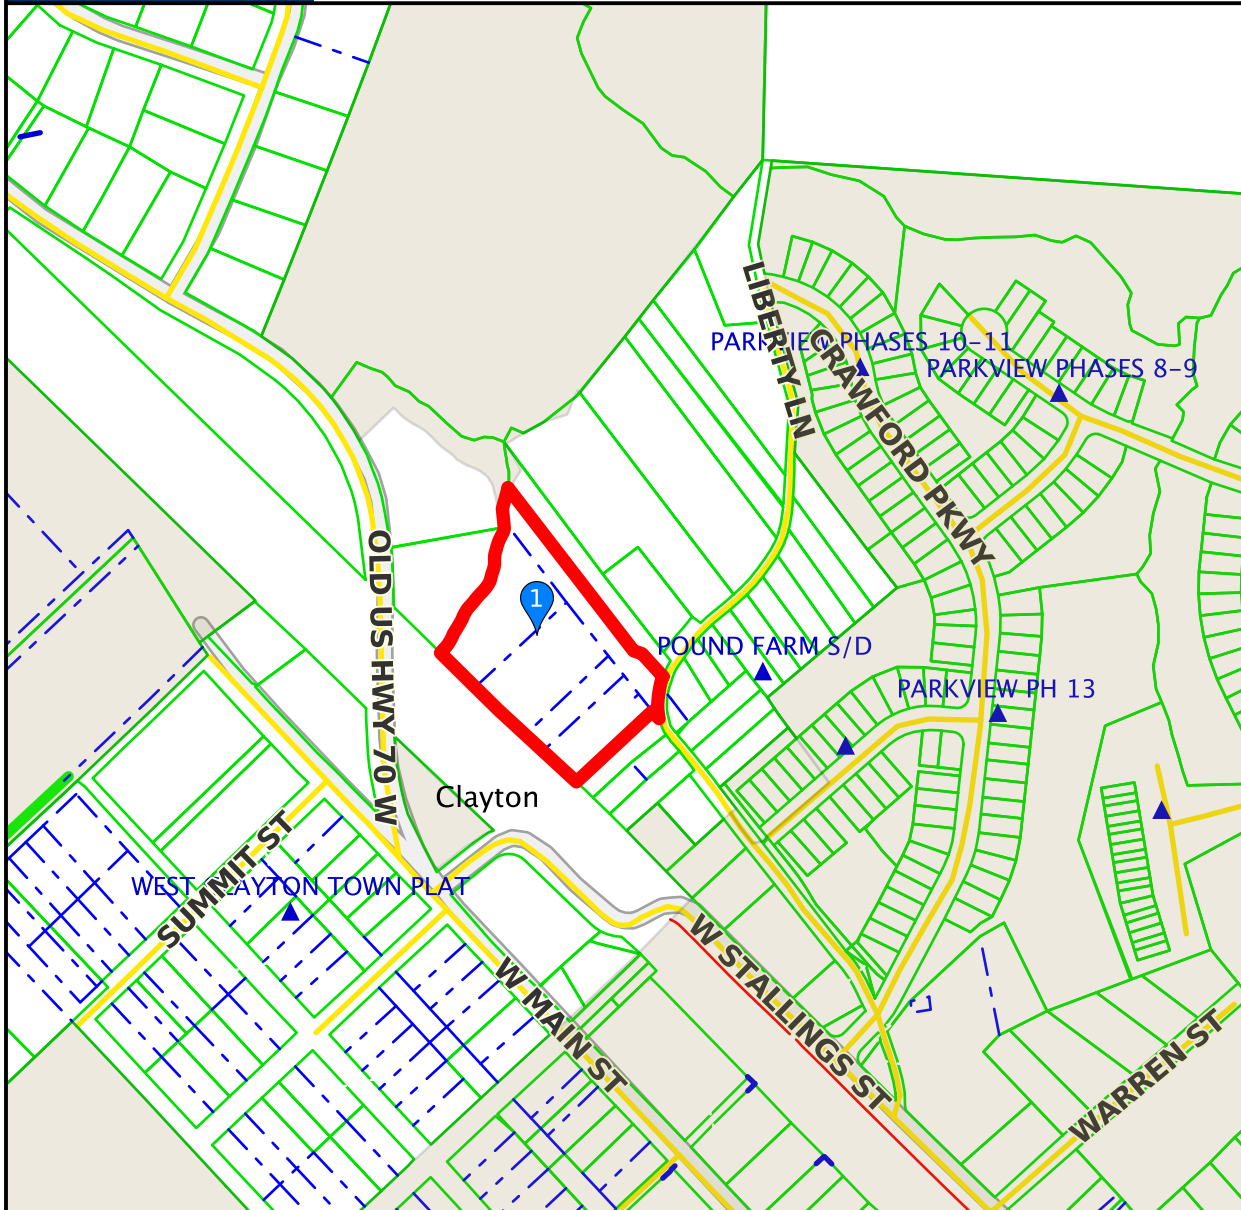 LIBERTY LN
PARKVIEW PHASES 10-11
CRAWFORD PKWY
PARKVIEW PHASES 8-9
OLD US HWY 70 W
1
POUND FARM S/D
PARKVIEW PH 13
Clayton
SUMMIT ST
WEST CLAYTON TOWN PLAT
W MAIN ST
W STALLINGS ST
WARREN ST